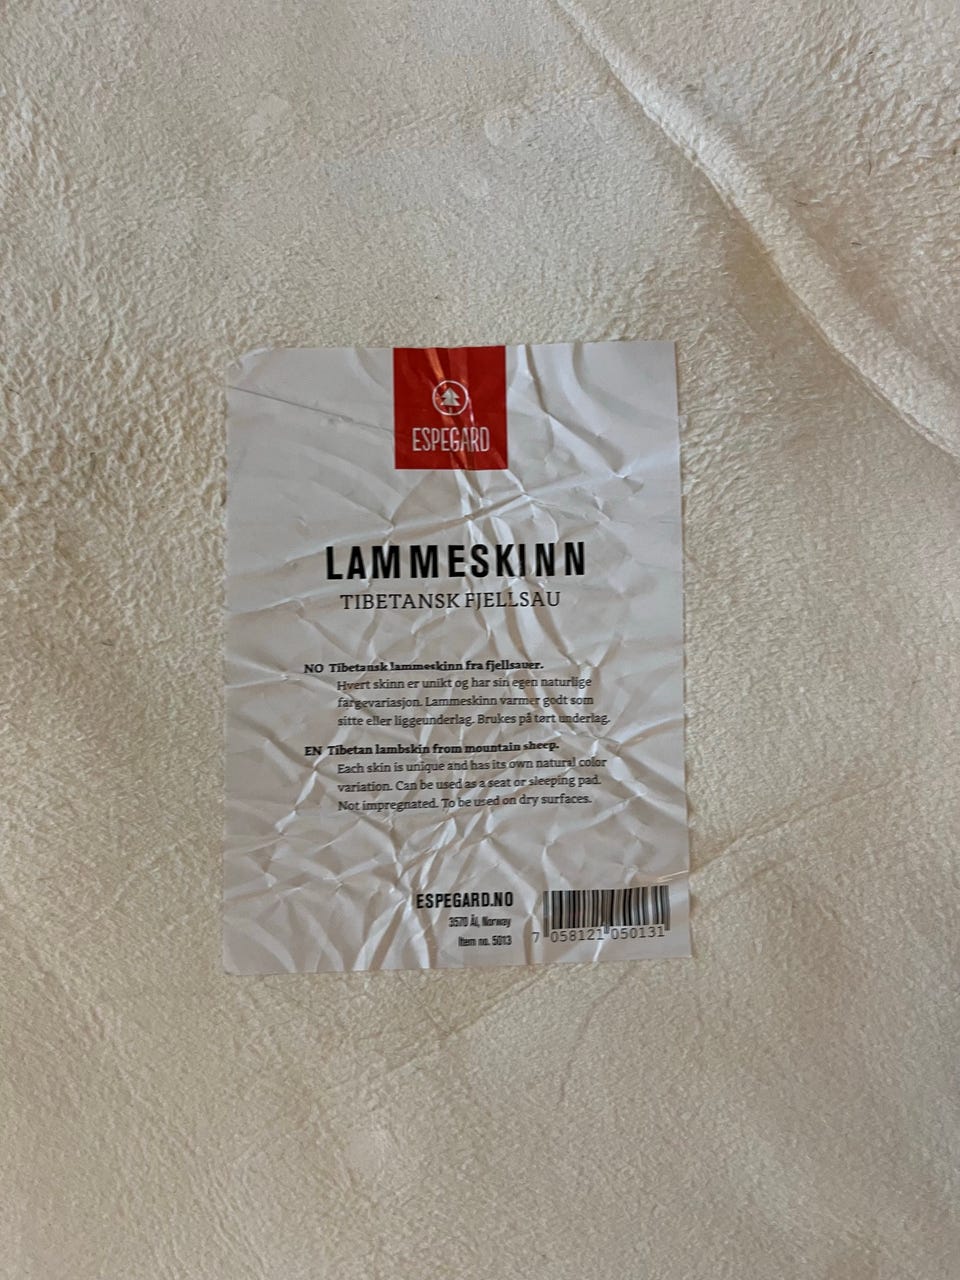 ESPEGARD
LAMMESKINN
TIBETANSK FJELLSAU
NO Tibetansk lammeskinn fra fjellsauer.
Hvert skinn er unikt og har sin egen naturlige
fargevariasjon. Lammeskinn varmer godt som
sitte eller liggeunderlag. Brukes på tørt underlag.
EN Tibetan lambskin from mountain sheep.
Each skin is unique and has its own natural color
variation. Can be used as a seat or sleeping pad.
Not impregnated. To be used on dry surfaces.
ESPEGARD.NO
3570 Ål, Norway
Item no. 5013
7 058121 050131